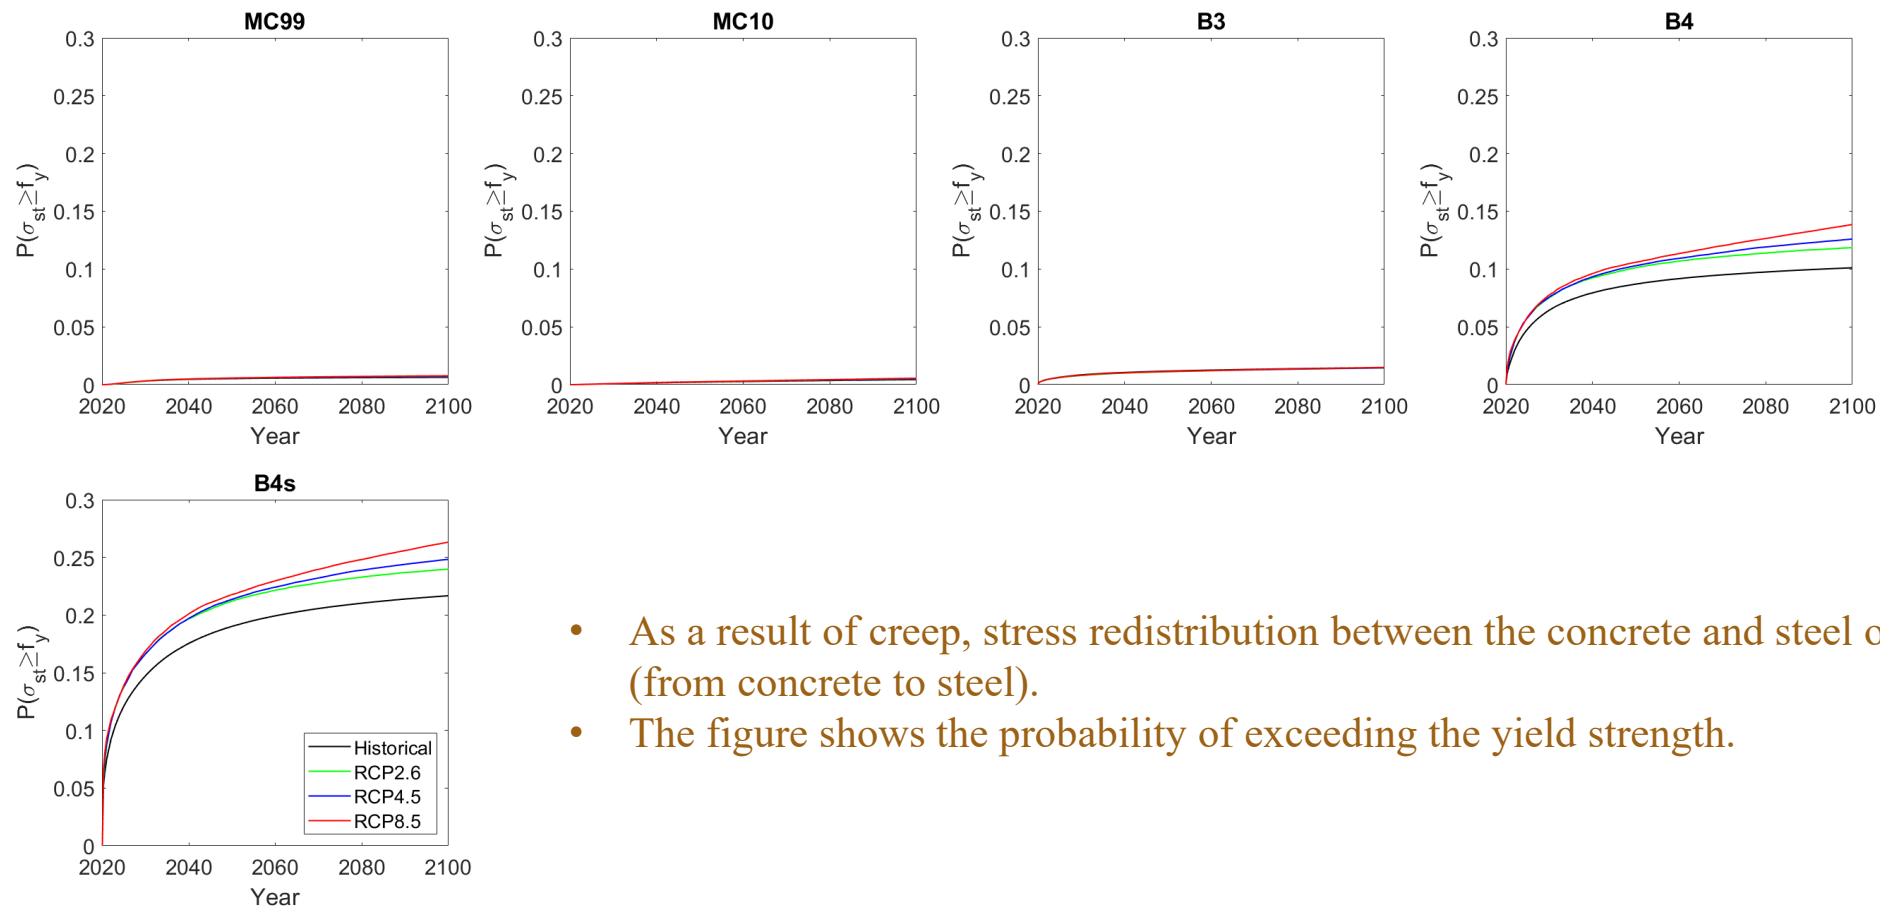 MC99
MC10
B3
B4
0.3
0.25
0.2
0.15
0.1
0.05
0
P(σst≥fy)
2020 2040 2060 2080 2100
Year
0.3
0.25
0.2
0.15
0.1
0.05
0
P(σst≥fy)
2020 2040 2060 2080 2100
Year
0.3
0.25
0.2
0.15
0.1
0.05
0
P(σst≥fy)
2020 2040 2060 2080 2100
Year
0.3
0.25
0.2
0.15
0.1
0.05
0
P(σst≥fy)
2020 2040 2060 2080 2100
Year
B4s
0.3
0.25
0.2
0.15
0.1
0.05
0
P(σst≥fy)
Historical
RCP2.6
RCP4.5
RCP8.5
2020 2040 2060 2080 2100
Year
• As a result of creep, stress redistribution between the concrete and steel
(from concrete to steel).
• The figure shows the probability of exceeding the yield strength.